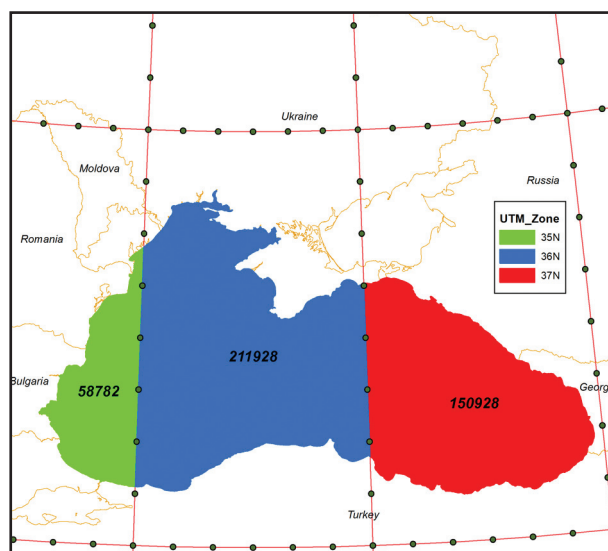 Ukraine
Moldova
Russia
UTM_Zone
35N
36N
37N
Romania
211928
Bulgaria
58782
150928
Georg
Turkey